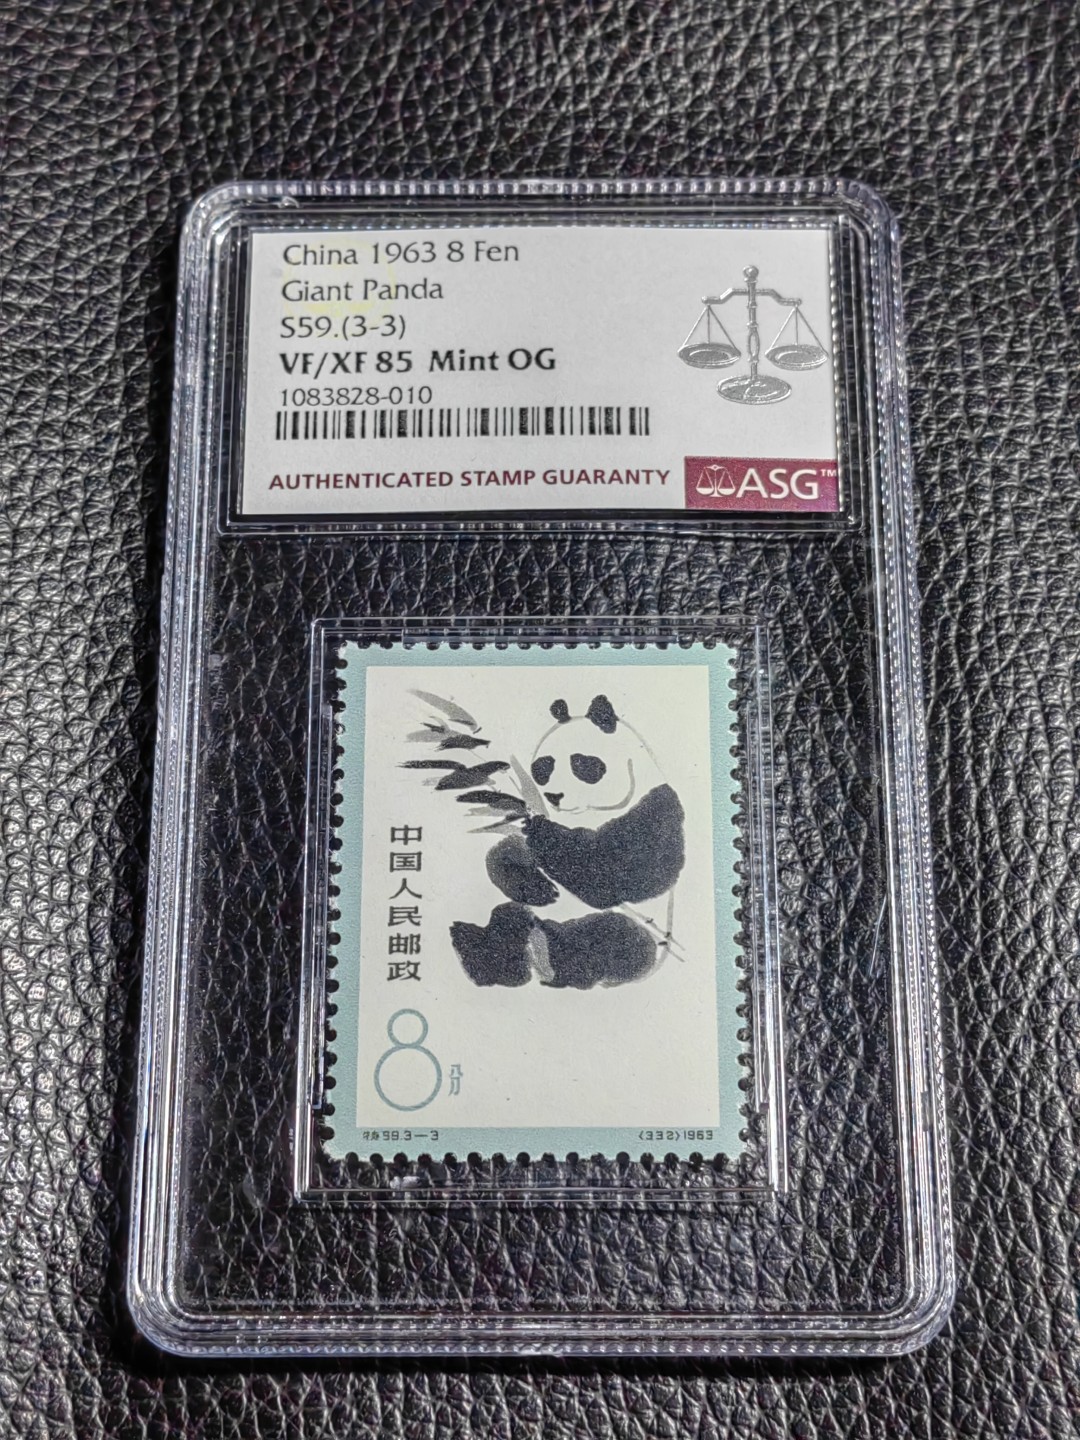 China 1963 8 Fen
Giant Panda
S59.(3-3)
VF/XF 85 Mint OG
1083828-010
AUTHENTICATED STAMP GUARANTY
ASG™
中国人民邮政
8分
特59.3—3
(332)1963